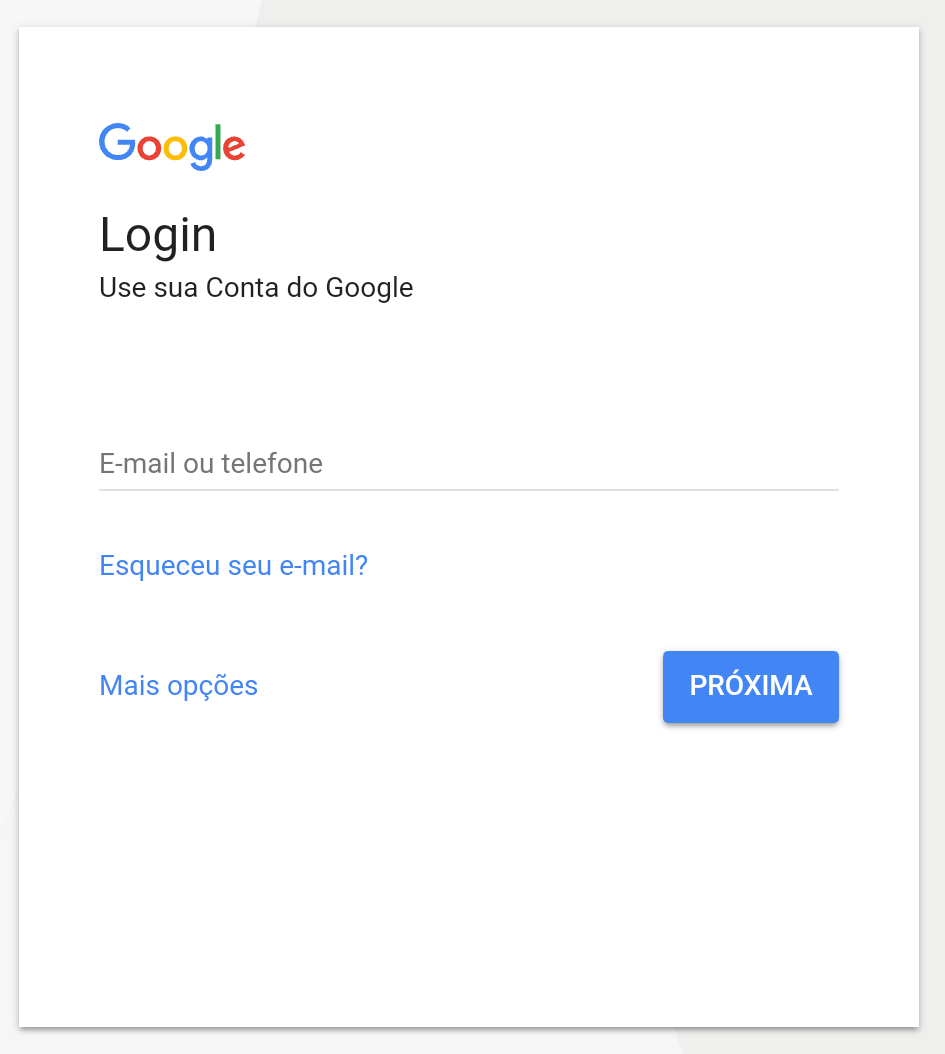 Google
Login
Use sua Conta do Google
E-mail ou telefone
Esqueceu seu e-mail?
Mais opções
PRÓXIMA